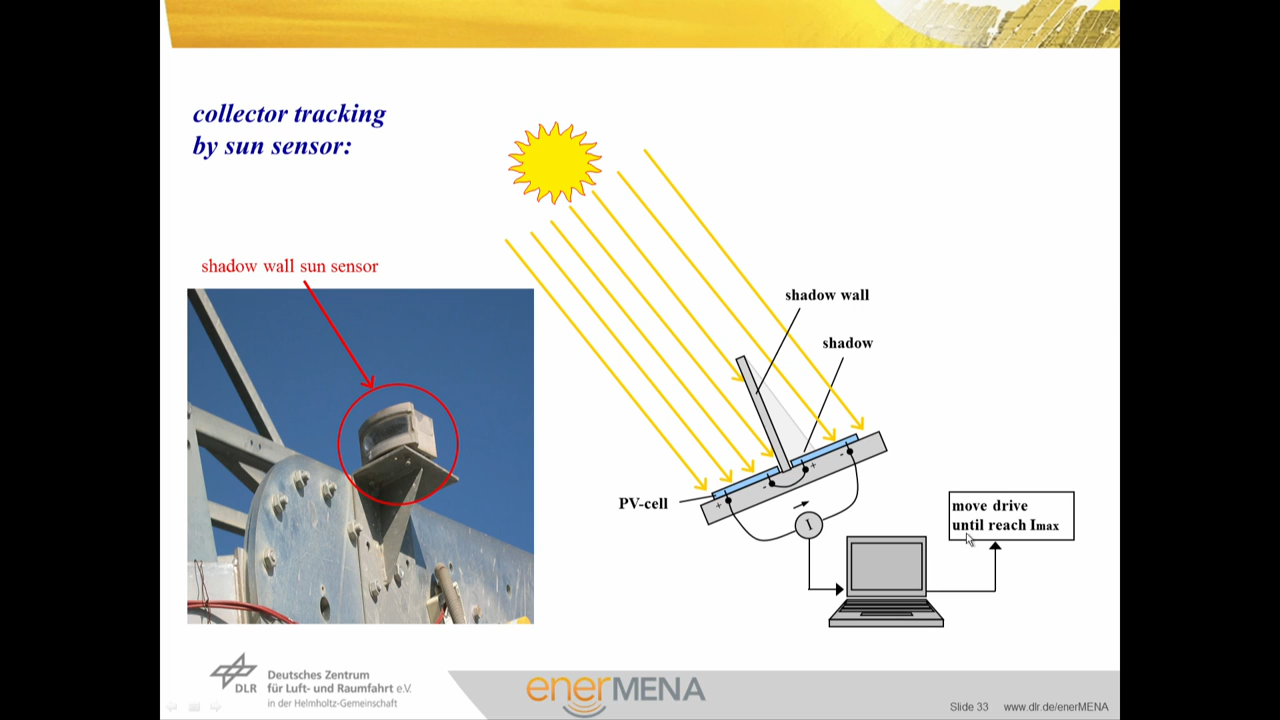 collector tracking
by sun sensor:
shadow wall sun sensor
shadow wall
shadow
PV-cell
+
-
+
-
I
move drive
until reach Imax
DLR
Deutsches Zentrum
für Luft- und Raumfahrt e.V.
in der Helmholtz-Gemeinschaft
enerMENA
Slide 33 www.dlr.de/enerMENA